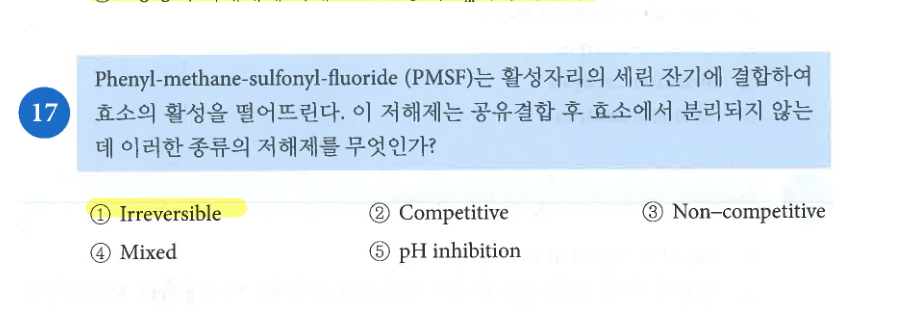 17
Phenyl-methane-sulfonyl-fluoride (PMSF)는 활성자리의 세린 잔기에 결합하여
효소의 활성을 떨어뜨린다. 이 저해제는 공유결합 후 효소에서 분리되지 않는
데 이러한 종류의 저해제를 무엇인가?
① Irreversible ② Competitive ③ Non–competitive
④ Mixed ⑤ pH inhibition